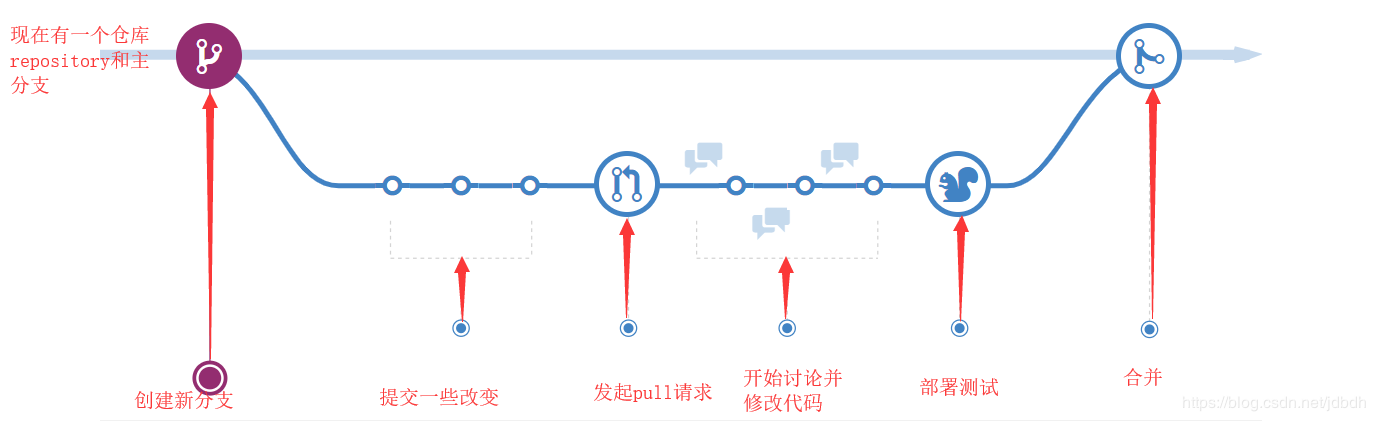 现在有一个仓库
repository和主
分支
创建新分支
提交一些改变
发起pull请求
开始讨论并
修改代码
部署测试
合并
https://blog.csdn.net/jdbdh